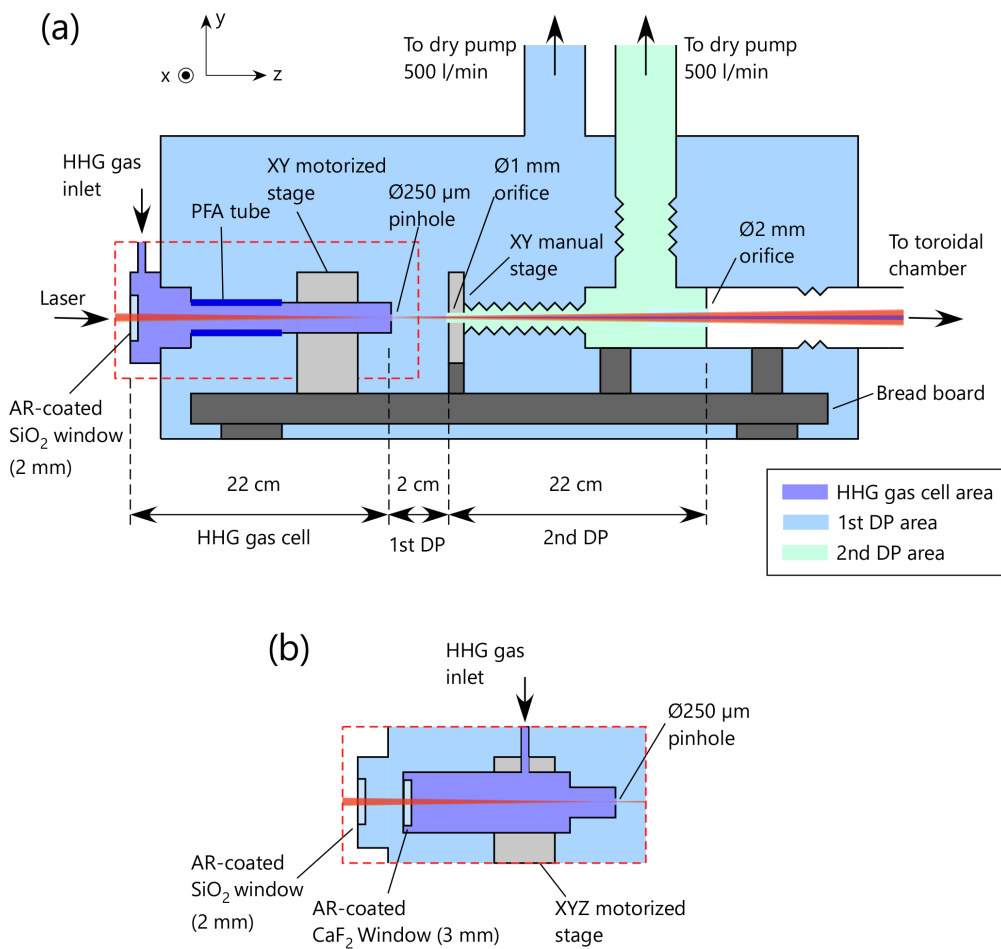 (a)
y
x
z
To dry pump
500 l/min
To dry pump
500 l/min
HHG gas
inlet
XY motorized
stage
Ø1 mm
orifice
PFA tube
Ø250 µm
pinhole
XY manual
stage
Ø2 mm
orifice
To toroidal
chamber
Laser
AR-coated
SiO2 window
(2 mm)
Bread board
22 cm
2 cm
22 cm
HHG gas cell
1st DP
2nd DP
HHG gas cell area
1st DP area
2nd DP area
(b)
HHG gas
inlet
Ø250 µm
pinhole
AR-coated
SiO2 window
(2 mm)
AR-coated
CaF2 Window (3 mm)
XYZ motorized
stage